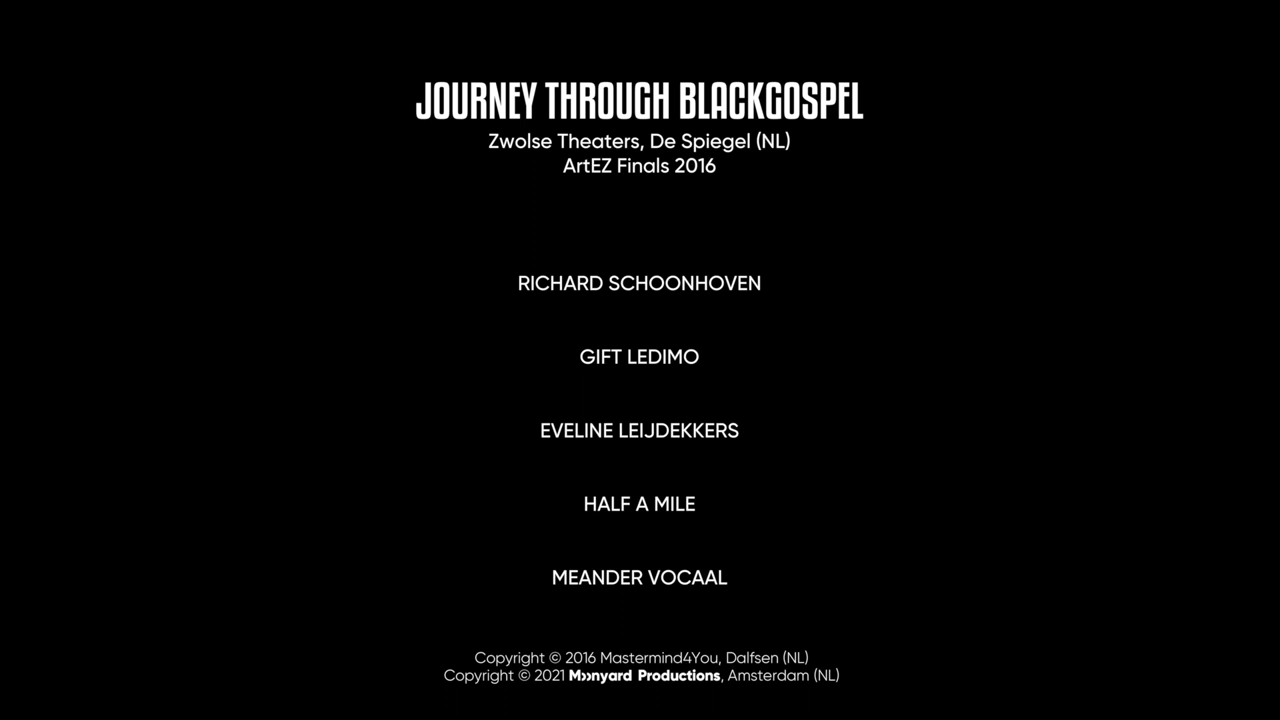 JOURNEY THROUGH BLACKGOSPEL
Zwolse Theaters, De Spiegel (NL)
ArtEZ Finals 2016
RICHARD SCHOONHOVEN
GIFT LEDIMO
EVELINE LEIJDEKKERS
HALF A MILE
MEANDER VOCAAL
Copyright © 2016 Mastermind4You, Dalfsen (NL)
Copyright © 2021 Moonyard Productions, Amsterdam (NL)